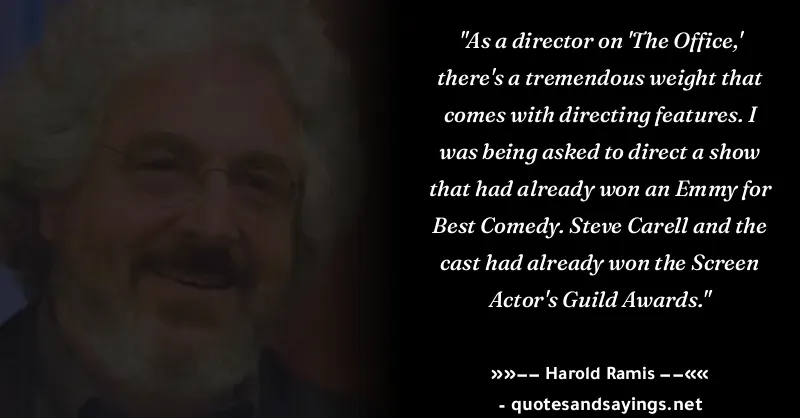 "As a director on 'The Office,'
there's a tremendous weight that
comes with directing features. I
was being asked to direct a show
that had already won an Emmy for
Best Comedy. Steve Carell and the
cast had already won the Screen
Actor's Guild Awards."
»»−− Harold Ramis −−««
- quotesandsayings.net